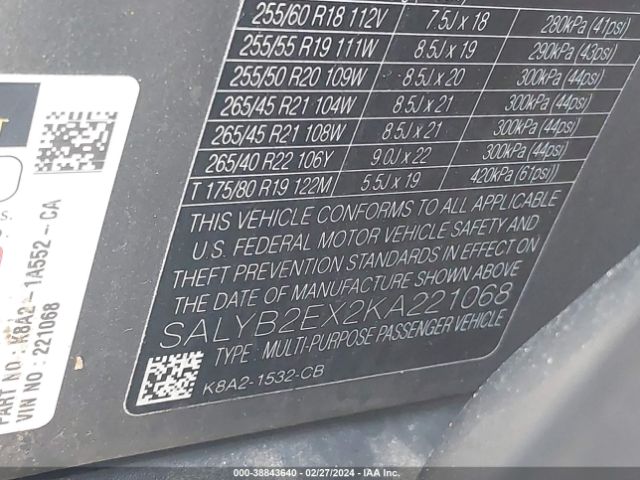 255/60 R18 112V 7.5J x 18 280kPa (41psi)
255/55 R19 111W 8.5J x 19 290kPa (43psi)
255/50 R20 109W 8.5J x 20 300kPa (44psi)
265/45 R21 104W 8.5J x 21 300kPa (44psi)
265/45 R21 108W 8.5J x 21 300kPa (44psi)
265/40 R22 106Y 9.0J x 22 300kPa (44psi)
T 175/80 R19 122M 5.5J x 19 420kPa (61psi)
THIS VEHICLE CONFORMS TO ALL APPLICABLE
U.S. FEDERAL MOTOR VEHICLE SAFETY AND
THEFT PREVENTION STANDARDS IN EFFECT ON
THE DATE OF MANUFACTURE SHOWN ABOVE
SALYB2EX2KA221068
TYPE: MULTI-PURPOSE PASSENGER VEHICLE
K8A2-1532-CB
PART NO : K8A2 - 1A552 - CA
VIN NO : 221068
000-38843640 - 02/27/2024 - IAA Inc.